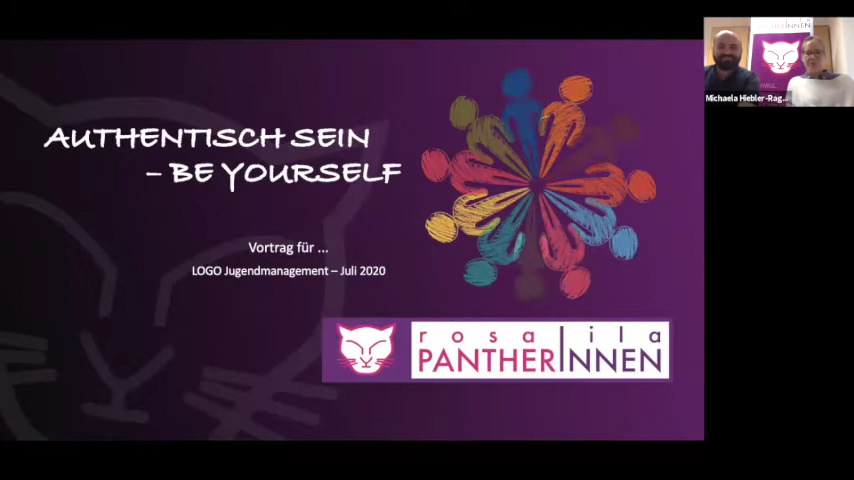 AUTHENTISCH SEIN
– BE YOURSELF
Vortrag für ...
LOGO Jugendmanagement – Juli 2020
rosa lila
PANTHERINNEN
Michaela Hiebler-Rag...